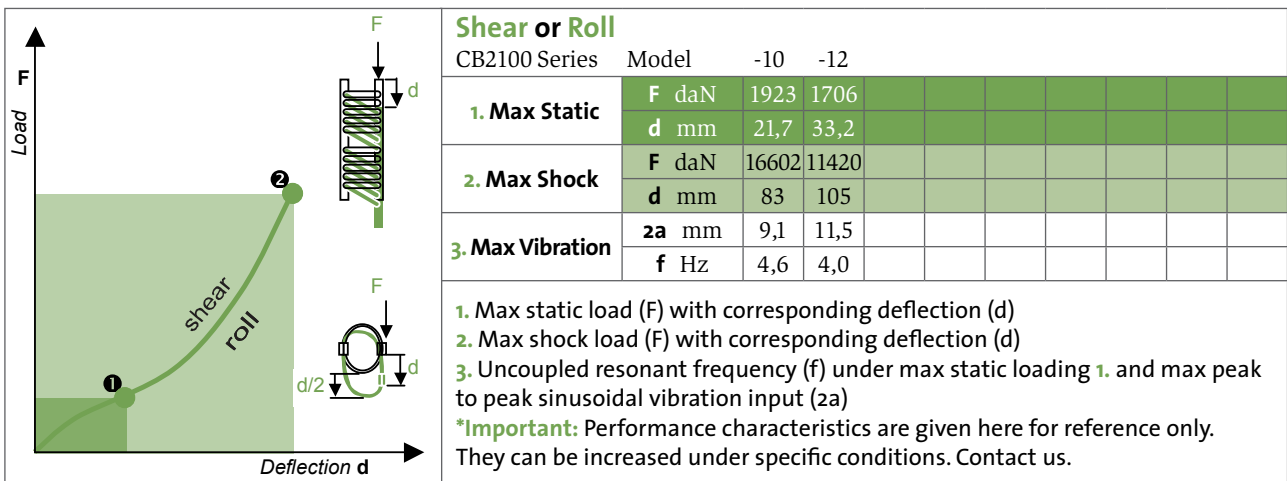 F
Load
❷
shear
roll
❶
Deflection d
F
d
F
d
d/2
Shear or Roll
CB2100 Series Model -10 -12
1. Max Static F daN 1923 1706
d mm 21,7 33,2
2. Max Shock F daN 16602 11420
d mm 83 105
3. Max Vibration 2a mm 9,1 11,5
f Hz 4,6 4,0
1. Max static load (F) with corresponding deflection (d)
2. Max shock load (F) with corresponding deflection (d)
3. Uncoupled resonant frequency (f) under max static loading 1. and max peak
to peak sinusoidal vibration input (2a)
*Important: Performance characteristics are given here for reference only.
They can be increased under specific conditions. Contact us.